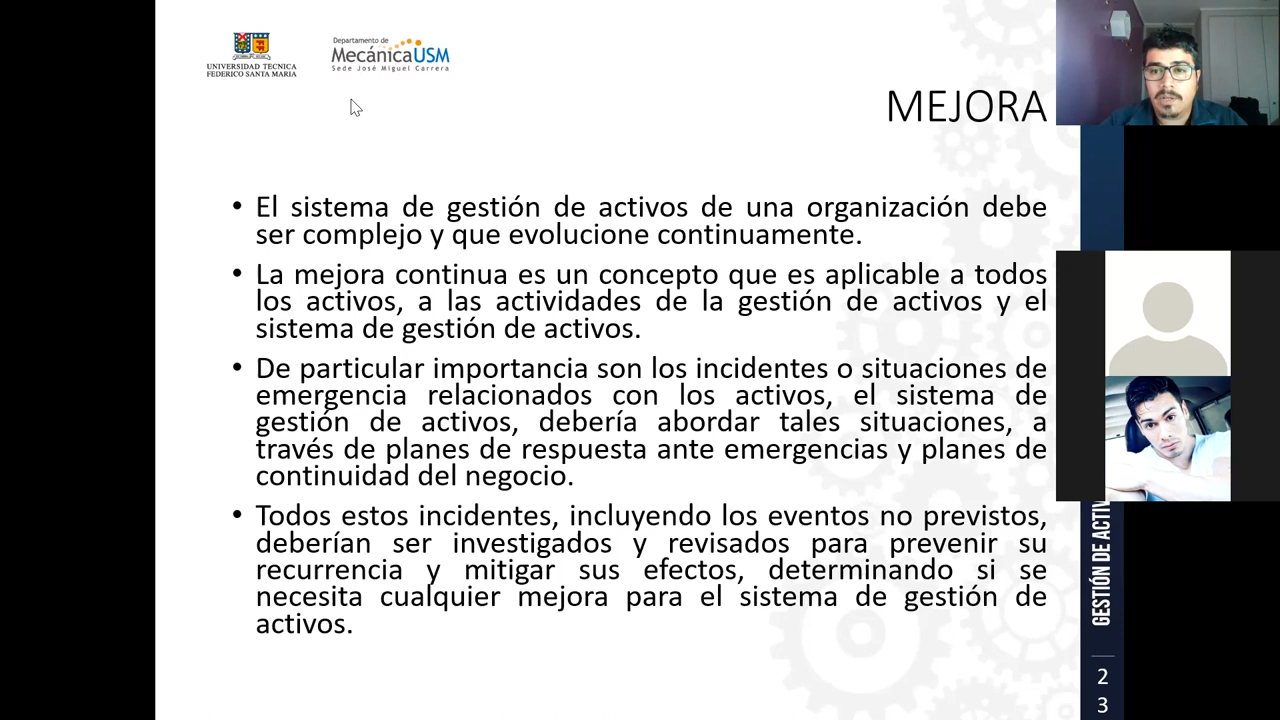 UNIVERSIDAD TECNICA
FEDERICO SANTA MARIA
Departamento de
MecánicaUSM
Sede José Miguel Carrera
MEJORA
• El sistema de gestión de activos de una organización debe
ser complejo y que evolucione continuamente.
• La mejora continua es un concepto que es aplicable a todos
los activos, a las actividades de la gestión de activos y el
sistema de gestión de activos.
• De particular importancia son los incidentes o situaciones de
emergencia relacionados con los activos, el sistema de
gestión de activos, debería abordar tales situaciones, a
través de planes de respuesta ante emergencias y planes de
continuidad del negocio.
• Todos estos incidentes, incluyendo los eventos no previstos,
deberían ser investigados y revisados para prevenir su
recurrencia y mitigar sus efectos, determinando si se
necesita cualquier mejora para el sistema de gestión de
activos.
GESTIÓN DE ACTIV
2
3